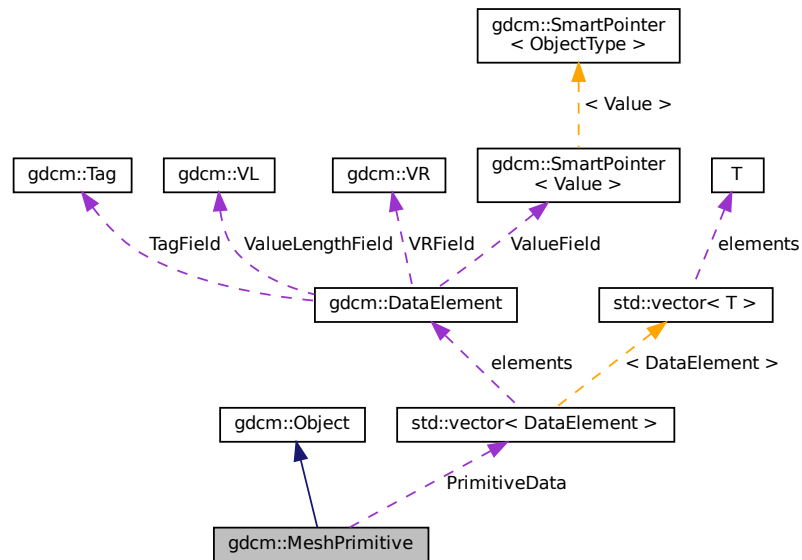 gdcm::SmartPointer
< ObjectType >
< Value >
gdcm::Tag
gdcm::VL
gdcm::VR
gdcm::SmartPointer
< Value >
T
TagField
ValueLengthField
VRField
ValueField
elements
gdcm::DataElement
std::vector< T >
elements
< DataElement >
gdcm::Object
std::vector< DataElement >
PrimitiveData
gdcm::MeshPrimitive